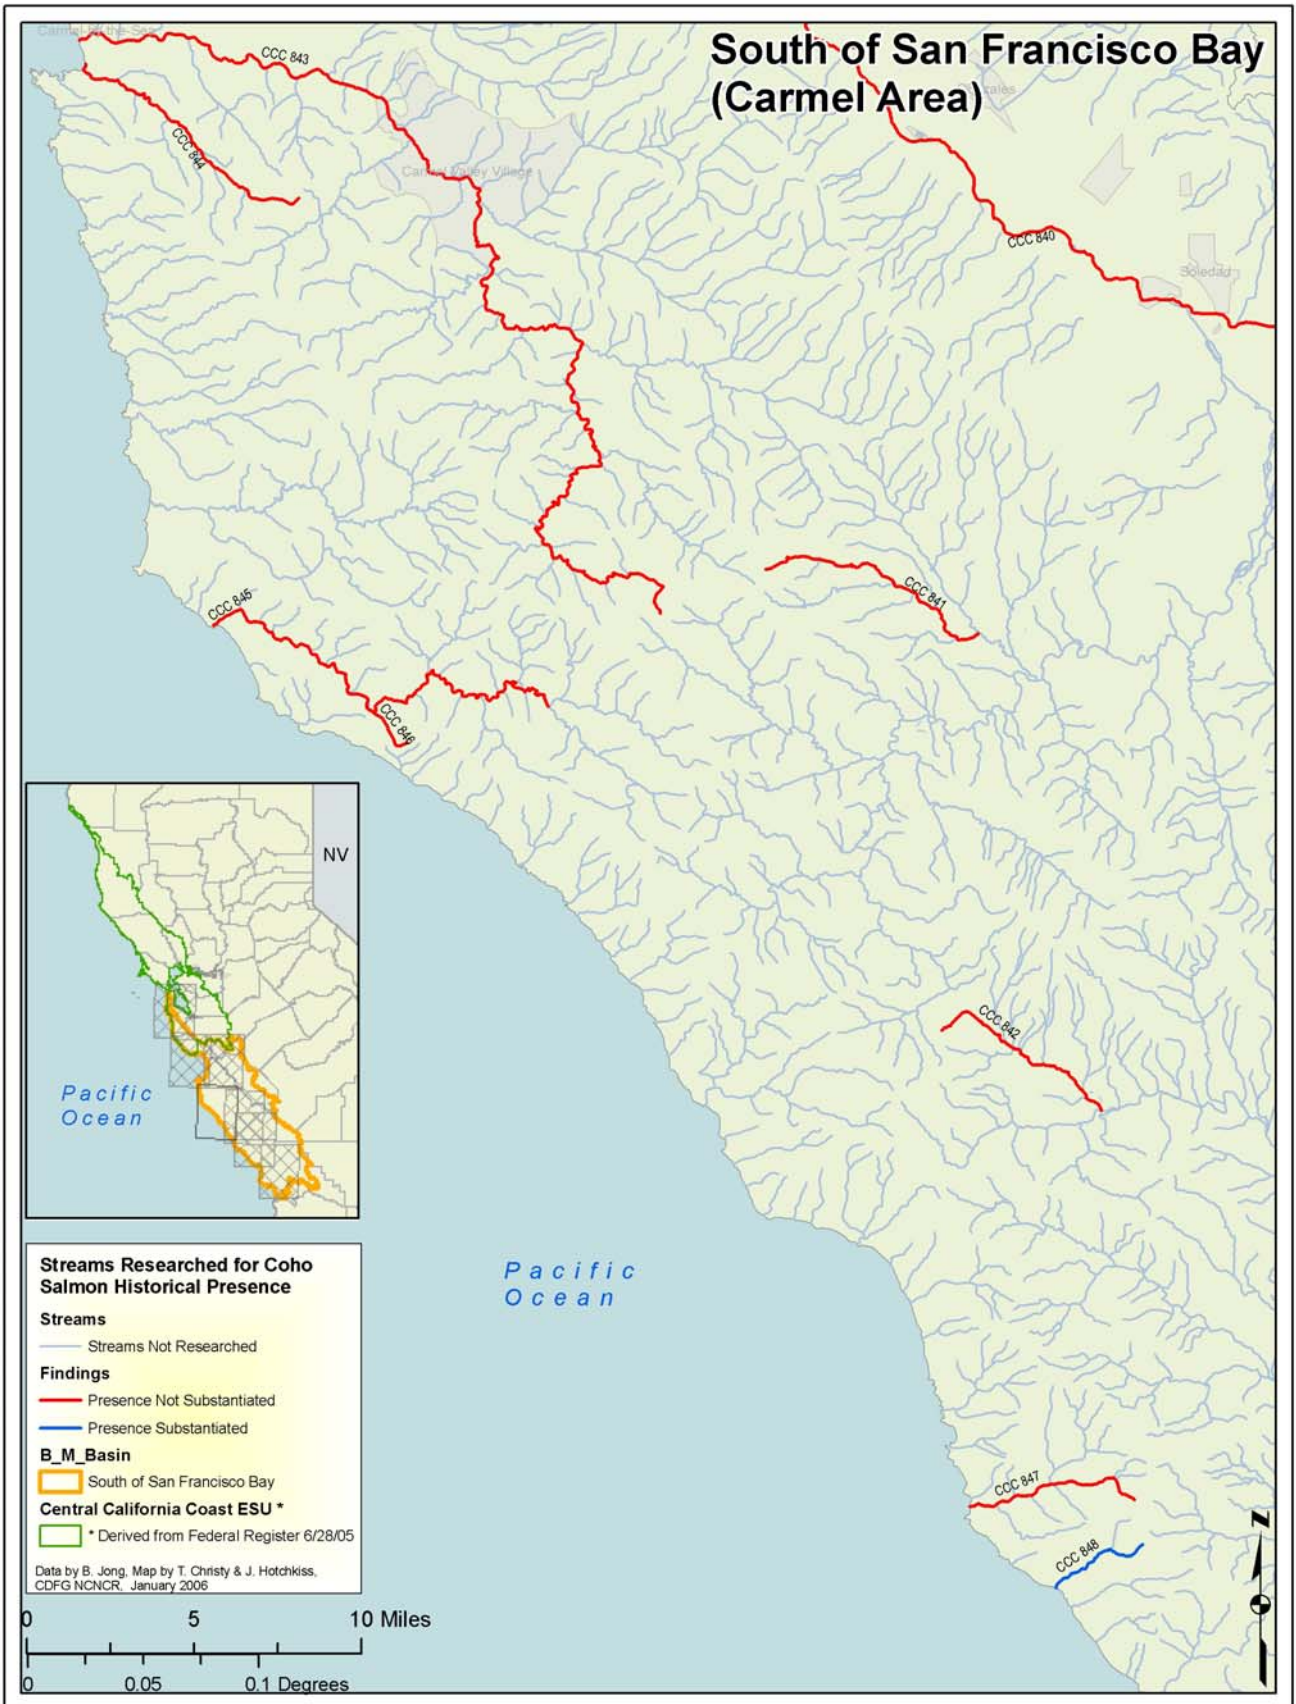 South of San Francisco Bay
(Carmel Area)
Carmel-by-the-Sea
CCC 843
CCC 844
Carmel Valley Village
CCC 840
Soledad
CCC 841
CCC 845
CCC 846
NV
Pacific
Ocean
CCC 842
Pacific
Ocean
Streams Researched for Coho
Salmon Historical Presence
Streams
Streams Not Researched
Findings
Presence Not Substantiated
Presence Substantiated
B_M_Basin
South of San Francisco Bay
Central California Coast ESU *
* Derived from Federal Register 6/28/05
Data by B. Jong, Map by T. Christy & J. Hotchkiss,
CDFG NCNCR, January 2006
CCC 847
CCC 848
N
0 5 10 Miles
0 0.05 0.1 Degrees